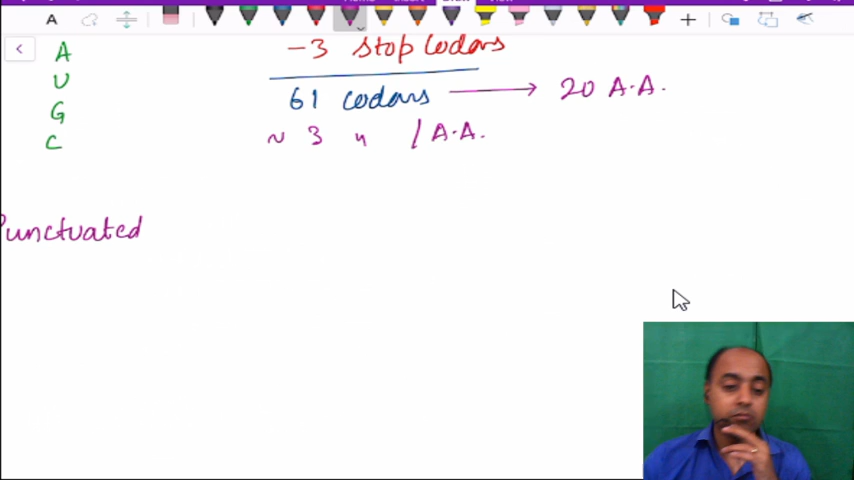 A
-3 stop Codons
U
61 codons → 20 A.A.
G
~ 3 " / A.A.
C
Punctuated